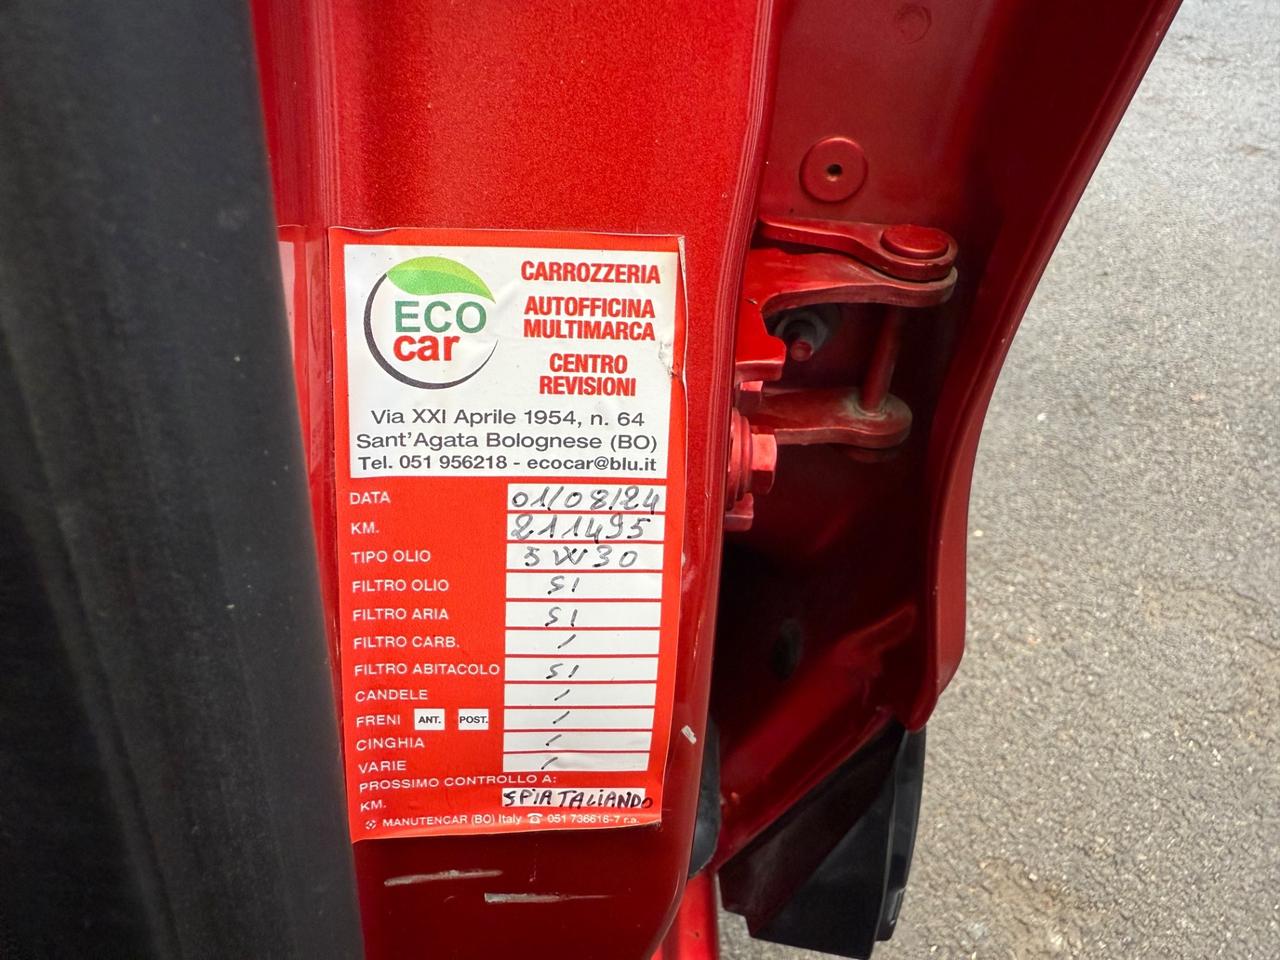 ECO
car
CARROZZERIA
AUTOFFICINA
MULTIMARCA
CENTRO
REVISIONI
Via XXI Aprile 1954, n. 64
Sant'Agata Bolognese (BO)
Tel. 051 956218 - ecocar@blu.it
DATA 01/08/24
KM. 211495
TIPO OLIO 5W30
FILTRO OLIO SI
FILTRO ARIA SI
FILTRO CARB. /
FILTRO ABITACOLO SI
CANDELE /
FRENI ANT. POST. /
CINGHIA /
VARIE /
PROSSIMO CONTROLLO A:
KM. SPIA TAGLIANDO
MANUTENCAR (BO) Italy ☎ 051 736616-7 r.a.